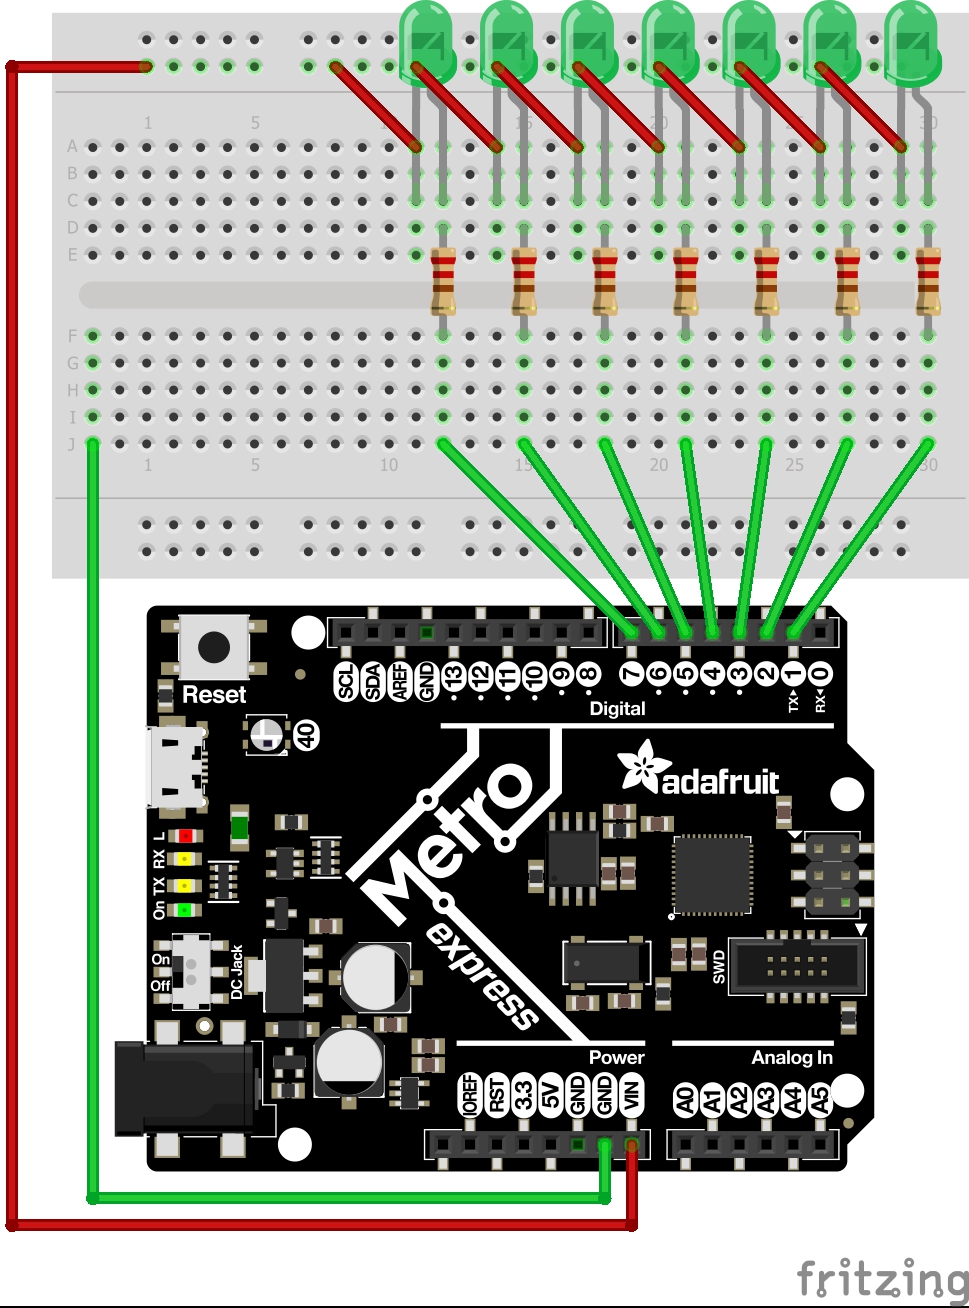 1 5 15 20 25 30
A
B
C
D
E
F
G
H
I
J
1 5 10 15 20 25 30
SCL SDA AREF GND 13 12 11 10 9 8 7 6 5 4 3 2 1 0
TX RX
Reset
Digital
40
Metro
express
adafruit
L
RX
TX
On
On
Off
DC Jack
SWD
Power
Analog In
IOREF RST 3.3 5V GND GND VIN A0 A1 A2 A3 A4 A5
fritzing